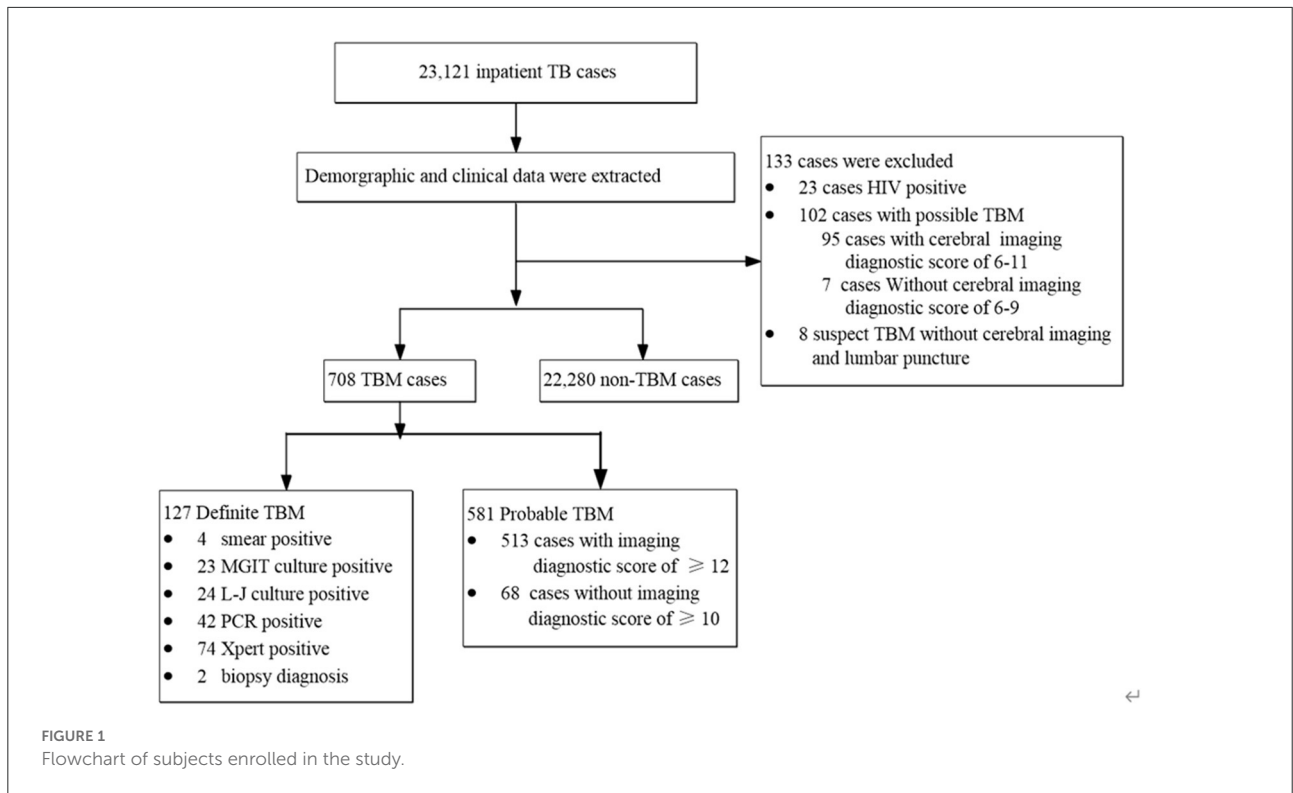 23,121 inpatient TB cases
Demorgraphic and clinical data were extracted
133 cases were excluded
• 23 cases HIV positive
• 102 cases with possible TBM
95 cases with cerebral imaging
diagnostic score of 6-11
7 cases Without cerebral imaging
diagnostic score of 6-9
• 8 suspect TBM without cerebral imaging
and lumbar puncture
708 TBM cases
22,280 non-TBM cases
127 Definite TBM
• 4 smear positive
• 23 MGIT culture positive
• 24 L-J culture positive
• 42 PCR positive
• 74 Xpert positive
• 2 biopsy diagnosis
581 Probable TBM
• 513 cases with imaging
diagnostic score of ⩾ 12
• 68 cases without imaging
diagnostic score of ⩾ 10
↵
FIGURE 1
Flowchart of subjects enrolled in the study.